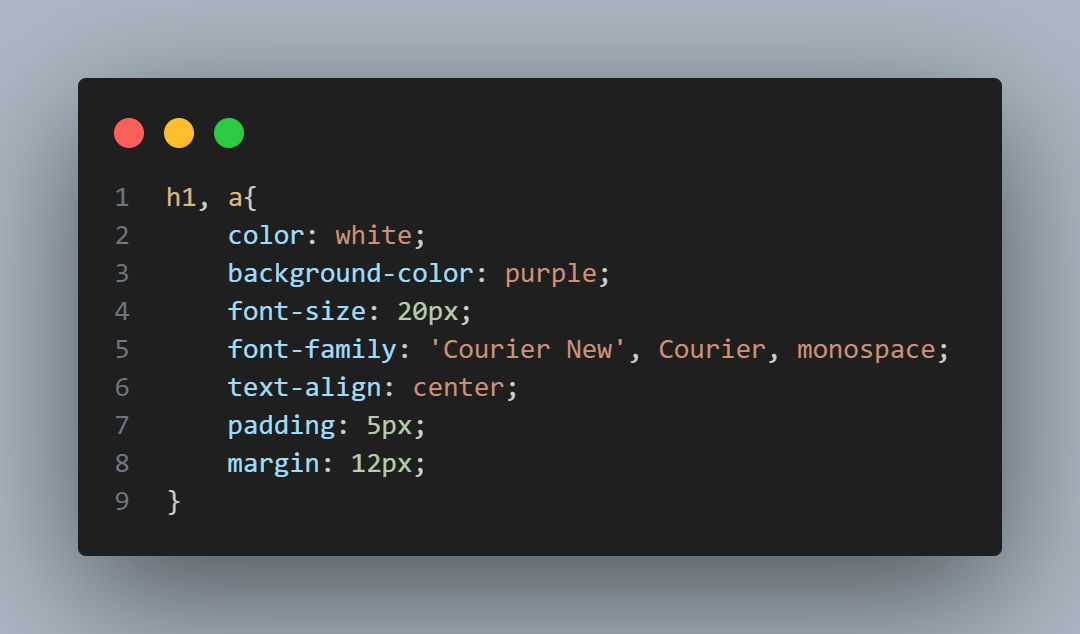 1 h1, a{
2     color: white;
3     background-color: purple;
4     font-size: 20px;
5     font-family: 'Courier New', Courier, monospace;
6     text-align: center;
7     padding: 5px;
8     margin: 12px;
9 }